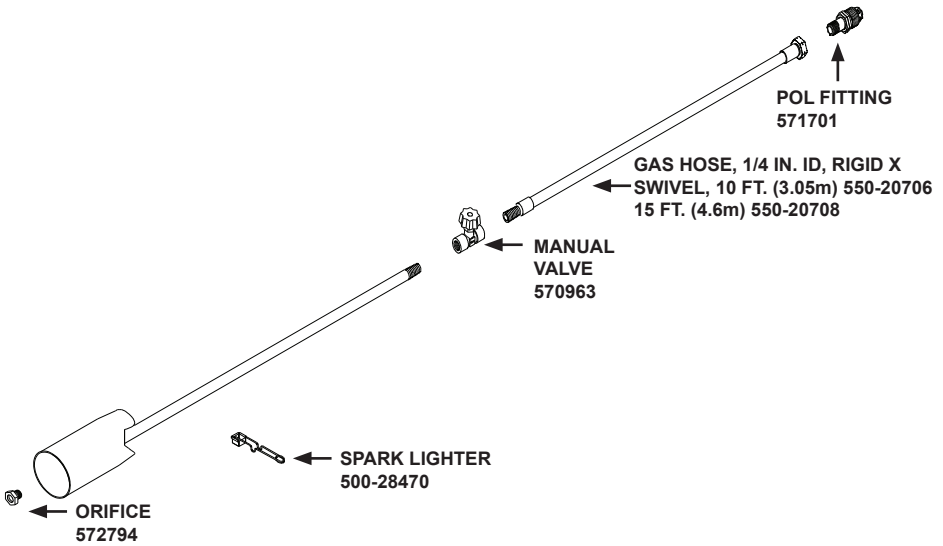 POL FITTING
571701
GAS HOSE, 1/4 IN. ID, RIGID X
SWIVEL, 10 FT. (3.05m) 550-20706
15 FT. (4.6m) 550-20708
MANUAL
VALVE
570963
SPARK LIGHTER
500-28470
ORIFICE
572794